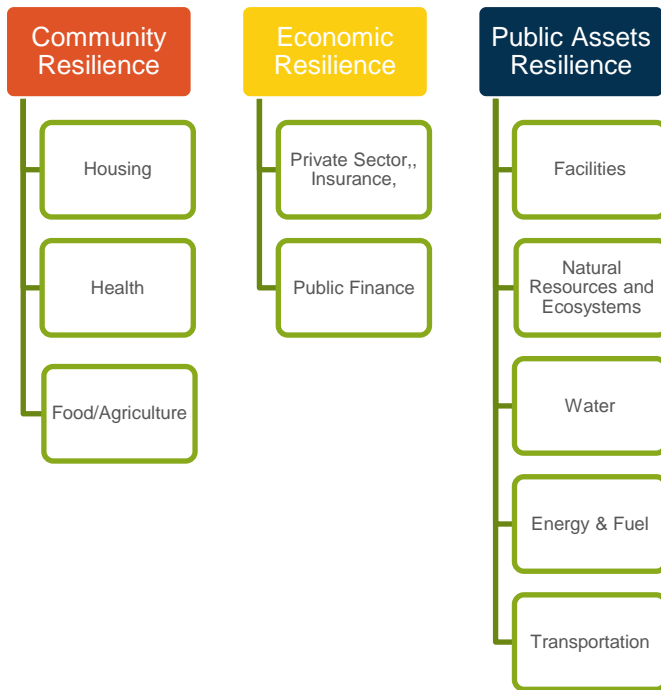 Community
Resilience
Housing
Health
Food/Agriculture
Economic
Resilience
Private Sector,,
Insurance,
Public Finance
Public Assets
Resilience
Facilities
Natural
Resources and
Ecosystems
Water
Energy & Fuel
Transportation